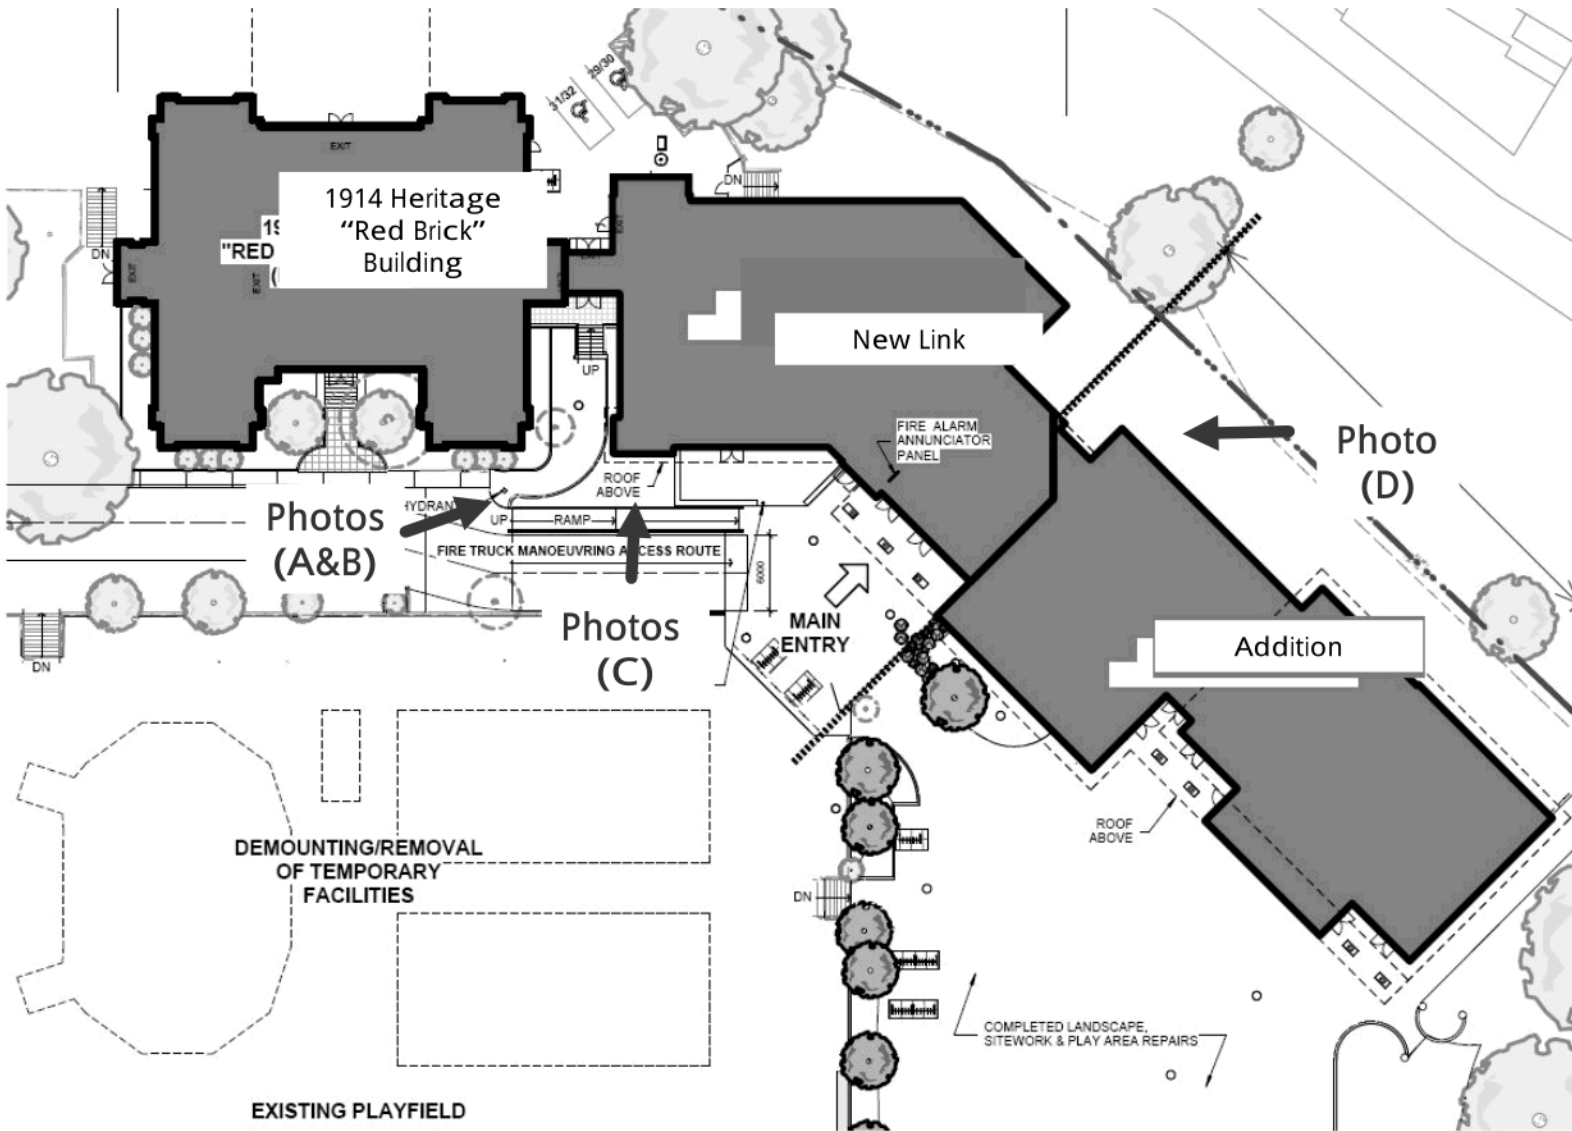 29/30
31/32
EXIT
1914 Heritage
“Red Brick”
Building
"RED
DN
DN
EXIT
EXIT
EXIT
New Link
UP
FIRE ALARM
ANNUNCIATOR
PANEL
Photo
(D)
ROOF
ABOVE
HYDRAN
Photos
(A&B)
UP
RAMP
FIRE TRUCK MANOEUVRING ACCESS ROUTE
6000
Photos
(C)
MAIN
ENTRY
Addition
DN
ROOF
ABOVE
DEMOUNTING/REMOVAL
OF TEMPORARY
FACILITIES
DN
COMPLETED LANDSCAPE,
SITEWORK & PLAY AREA REPAIRS
EXISTING PLAYFIELD